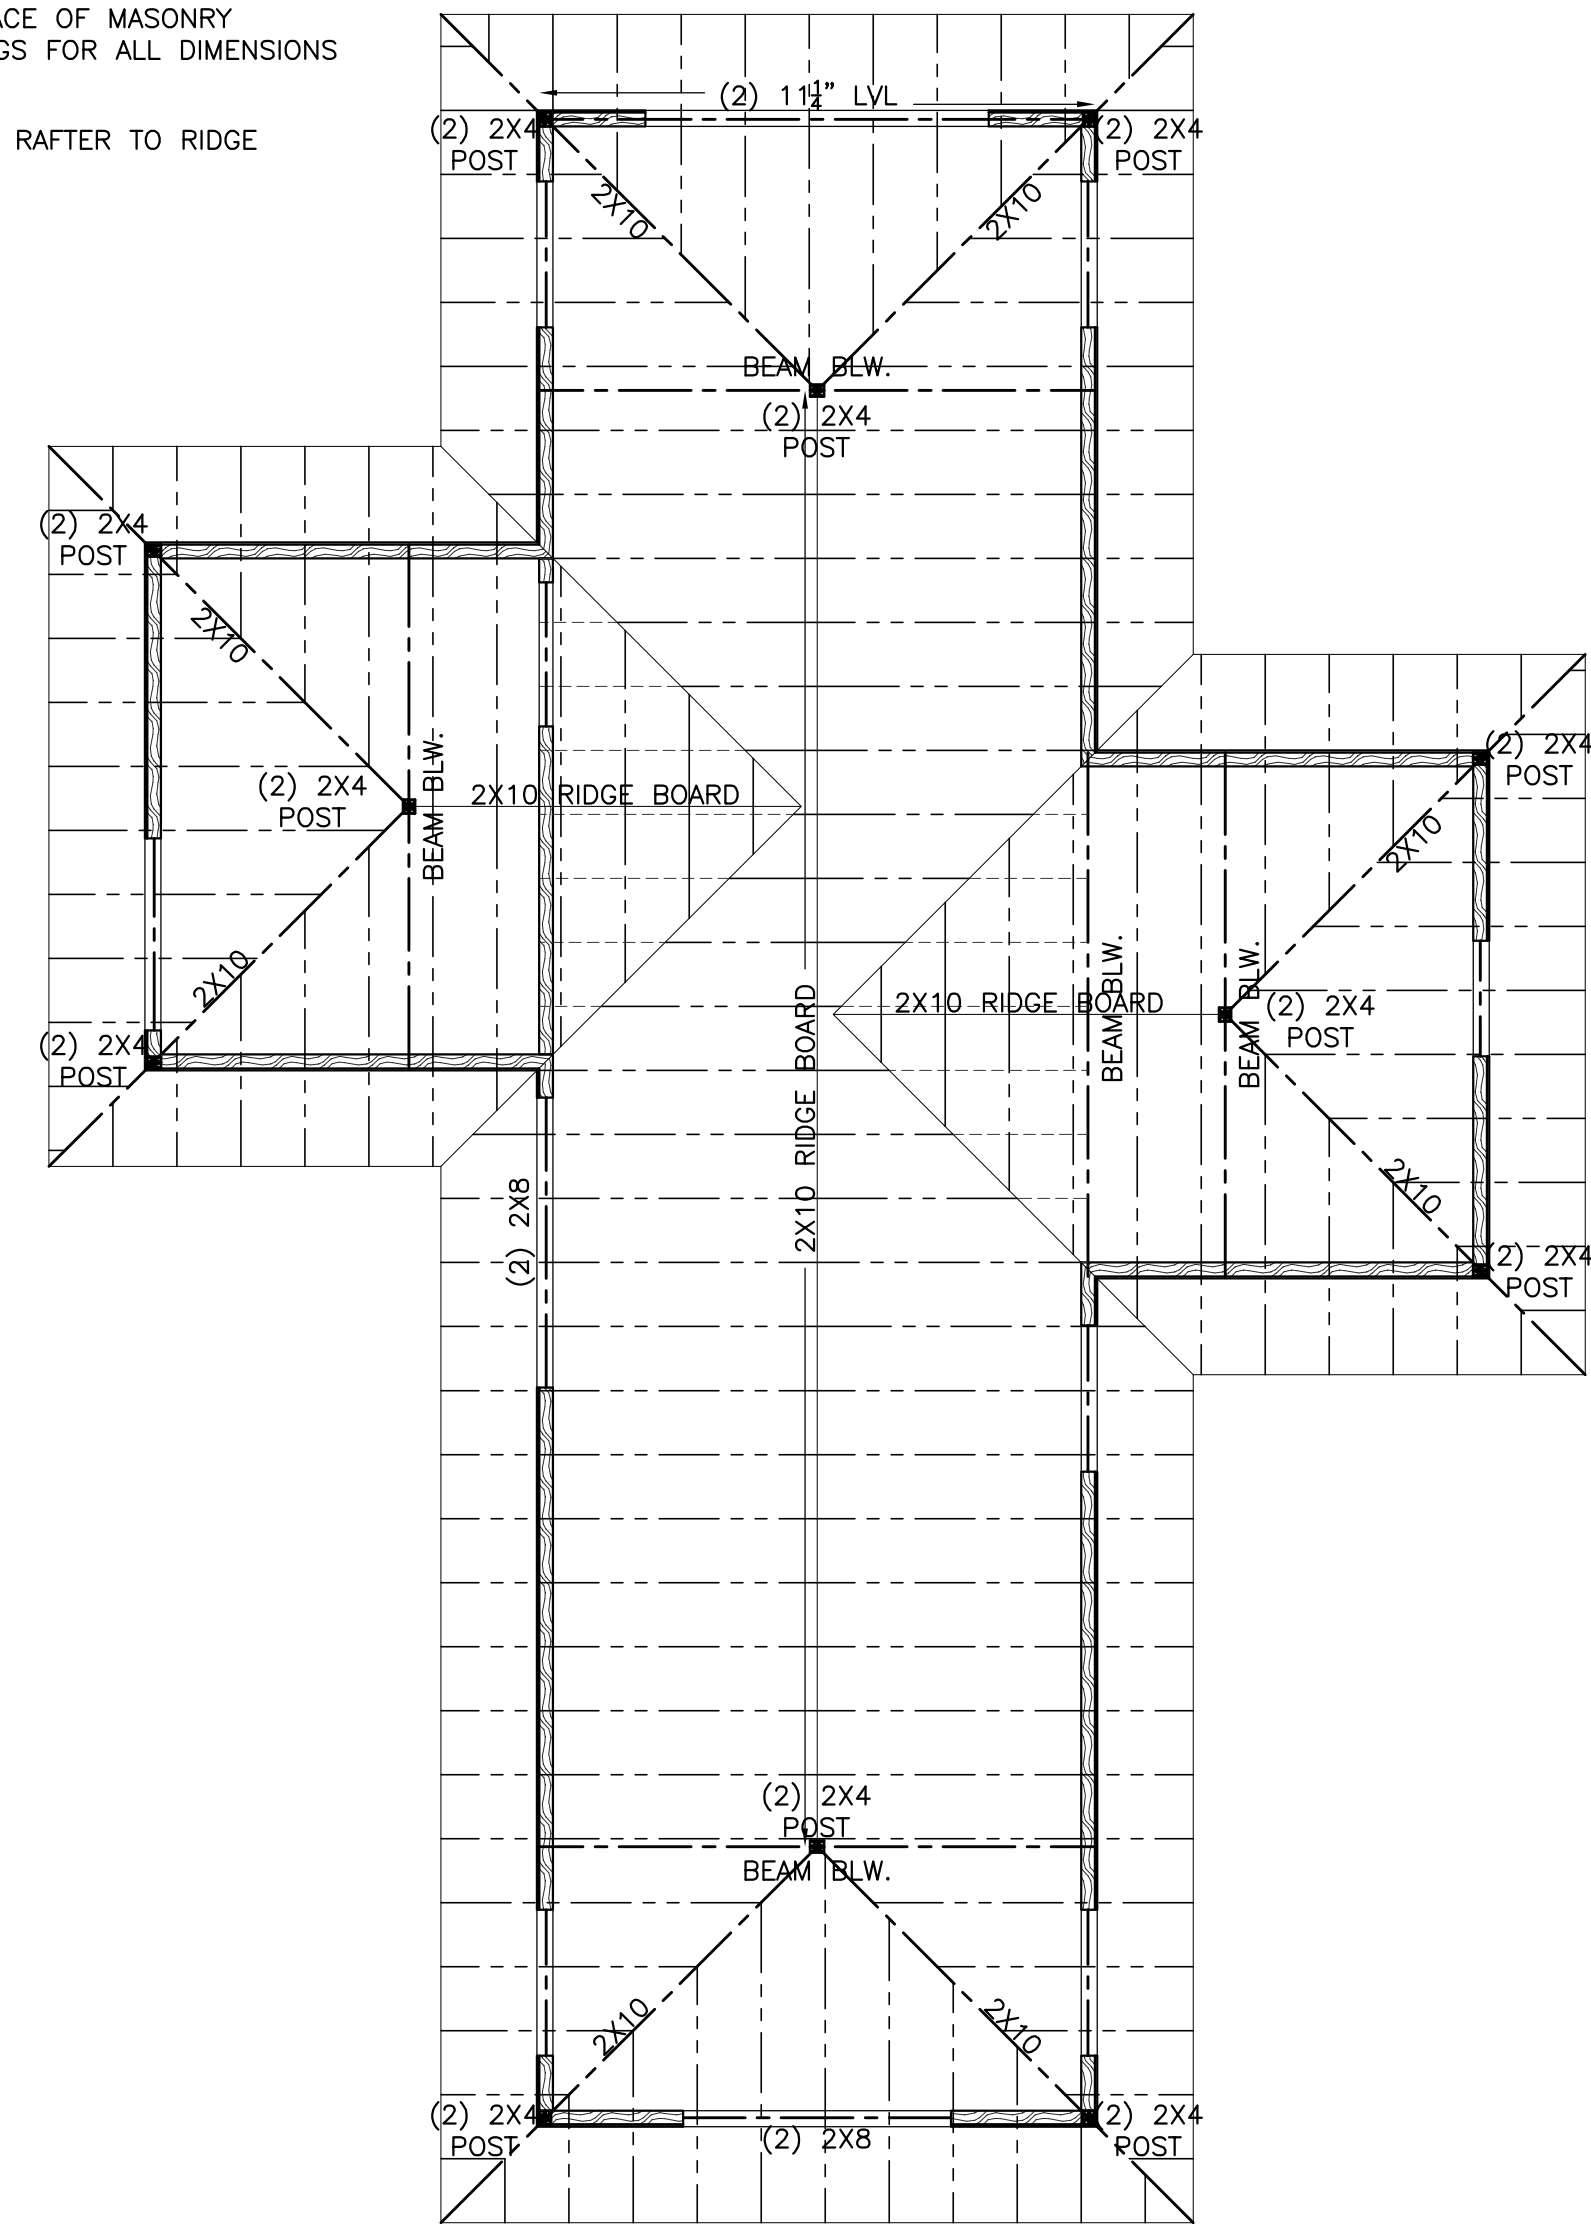 ACE OF MASONRY
GS FOR ALL DIMENSIONS
RAFTER TO RIDGE
(2) 11¼" LVL
(2) 2X4
POST
(2) 2X4
POST
2X10
2X10
BEAM BLW.
(2) 2X4
POST
(2) 2X4
POST
2X10
BEAM BLW.
(2) 2X4
POST
2X10 RIDGE BOARD
2X10
(2) 2X4
POST
(2) 2X4
POST
2X10
2X10 RIDGE BOARD
BEAM BLW.
BEAM BLW.
(2) 2X4
POST
2X10 RIDGE BOARD
2X10
(2) 2X4
POST
(2) 2X8
(2) 2X4
POST
BEAM BLW.
2X10
2X10
(2) 2X4
POST
(2) 2X8
(2) 2X4
POST